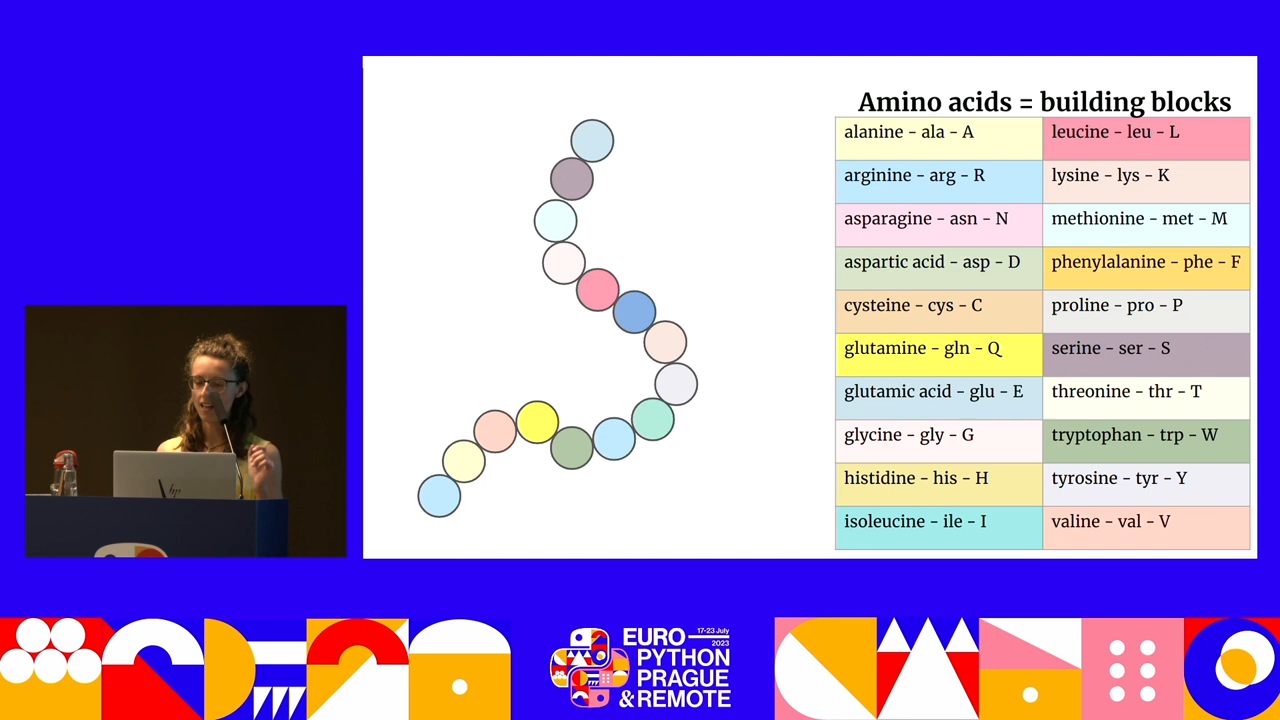 Amino acids = building blocks
alanine - ala - A
leucine - leu - L
arginine - arg - R
lysine - lys - K
asparagine - asn - N
methionine - met - M
aspartic acid - asp - D
phenylalanine - phe - F
cysteine - cys - C
proline - pro - P
glutamine - gln - Q
serine - ser - S
glutamic acid - glu - E
threonine - thr - T
glycine - gly - G
tryptophan - trp - W
histidine - his - H
tyrosine - tyr - Y
isoleucine - ile - I
valine - val - V
hp
EURO
17-23 July
2023
PYTHON
PRAGUE
&REMOTE